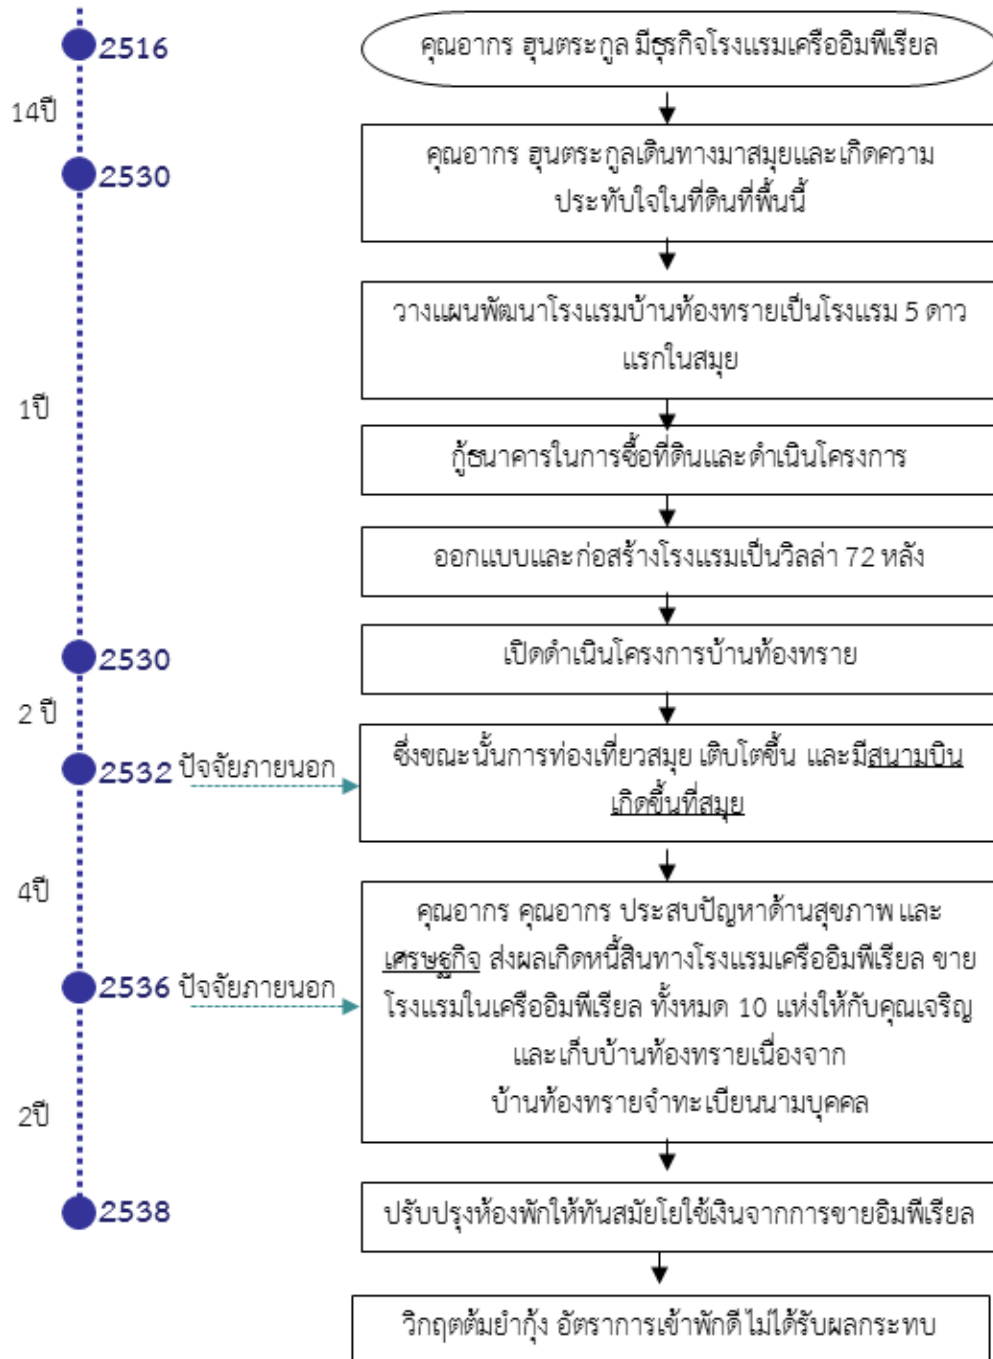 2516
คุณอากร ฮุนตระกูล มีธุรกิจโรงแรมเครืออิมพีเรียล
14ปี
2530
คุณอากร ฮุนตระกูลเดินทางมาสมุยและเกิดความ
ประทับใจในที่ดินที่พื้นนี้
วางแผนพัฒนาโรงแรมบ้านท้องทรายเป็นโรงแรม 5 ดาว
แรกในสมุย
1ปี
กู้ธนาคารในการซื้อที่ดินและดำเนินโครงการ
ออกแบบและก่อสร้างโรงแรมเป็นวิลล่า 72 หลัง
2530
เปิดดำเนินโครงการบ้านท้องทราย
2 ปี
2532 ปัจจัยภายนอก
ซึ่งขณะนั้นการท่องเที่ยวสมุย เติบโตขึ้น และมีสนามบิน
เกิดขึ้นที่สมุย
4ปี
2536 ปัจจัยภายนอก
คุณอากร คุณอากร ประสบปัญหาด้านสุขภาพ และ
เศรษฐกิจ ส่งผลเกิดหนี้สินทางโรงแรมเครืออิมพีเรียล ขาย
โรงแรมในเครืออิมพีเรียล ทั้งหมด 10 แห่งให้กับคุณเจริญ
และเก็บบ้านท้องทรายเนื่องจาก
บ้านท้องทรายจำทะเบียนนามบุคคล
2ปี
2538
ปรับปรุงห้องพักให้ทันสมัยโยใช้เงินจากการขายอิมพีเรียล
วิกฤตต้มยำกุ้ง อัตราการเข้าพักดี ไม่ได้รับผลกระทบ